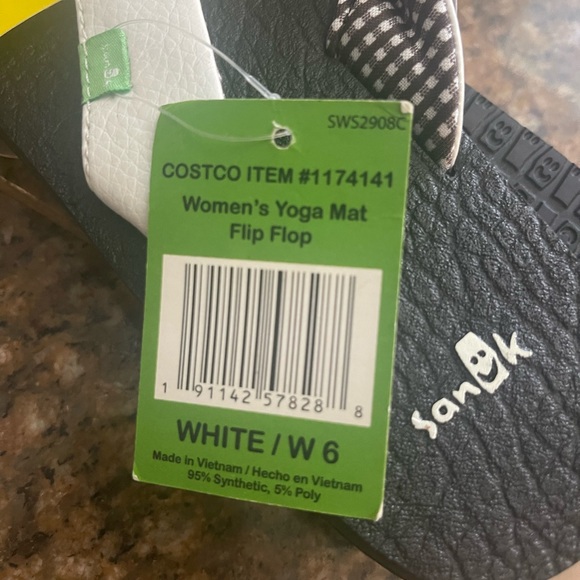 SWS2908C
COSTCO ITEM #1174141
Women's Yoga Mat
Flip Flop
1 91142 57828 8
WHITE / W 6
Made in Vietnam / Hecho en Vietnam
95% Synthetic, 5% Poly
sanuk